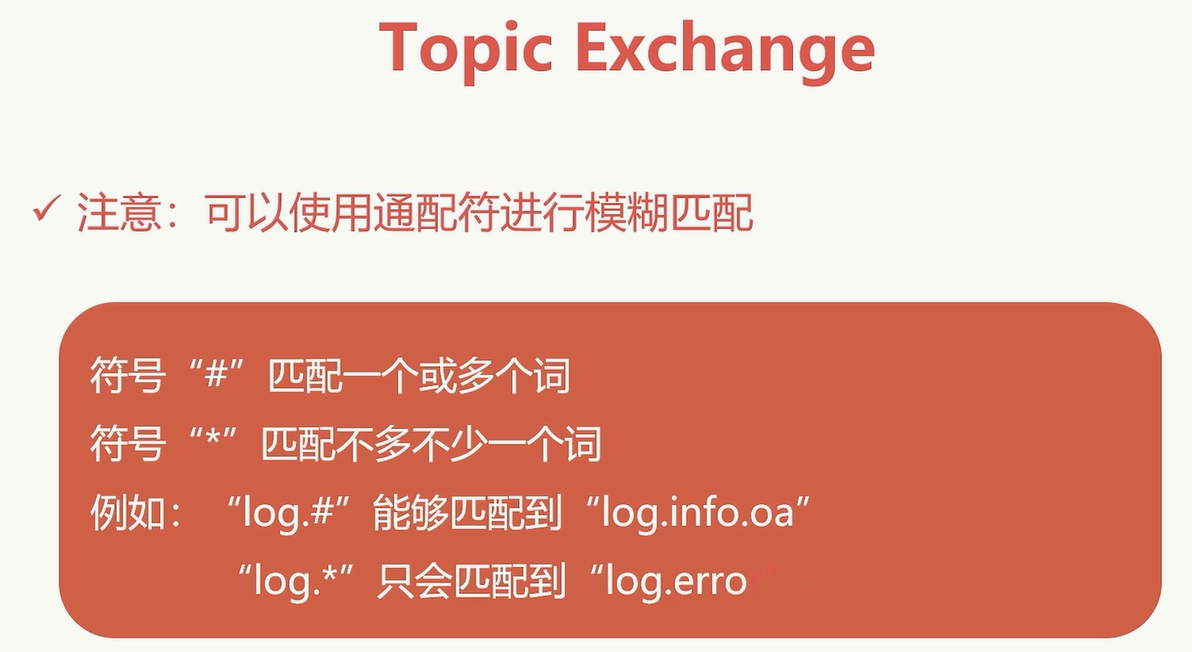 Topic Exchange
✓ 注意：可以使用通配符进行模糊匹配
符号“#”匹配一个或多个词
符号“*”匹配不多不少一个词
例如：“log.#”能够匹配到“log.info.oa”
“log.*”只会匹配到“log.erro